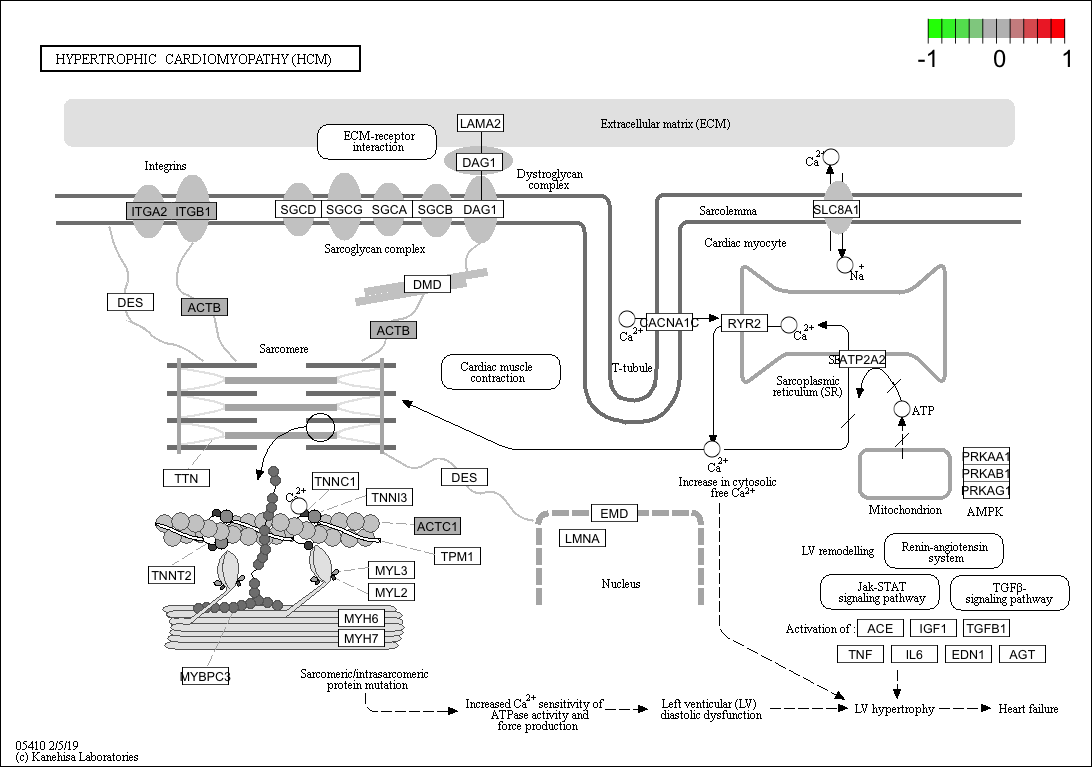 -1
0
1
HYPERTROPHIC CARDIOMYOPATHY (HCM)
LAMA2
ECM-receptor
interaction
Extracellular matrix (ECM)
DAG1
Ca2+
Integrins
Dystroglycan
complex
ITGA2
ITGB1
SGCD
SGCG
SGCA
SGCB
DAG1
Sarcolemma
SLC8A1
Sarcoglycan complex
Cardiac myocyte
Na+
DES
ACTB
DMD
ACTB
Ca2+
CACNA1C
RYR2
Ca2+
Sarcomere
T-tubule
ATP2A2
Cardiac muscle
contraction
Sarcoplasmic
reticulum (SR)
ATP
TTN
DES
Ca2+
Increase in cytosolic
free Ca2+
PRKAA1
PRKAB1
PRKAG1
Mitochondrion
AMPK
Ca2+
TNNC1
TNNI3
ACTC1
TPM1
EMD
LMNA
Nucleus
TNNT2
MYL3
MYL2
MYH6
MYH7
MYBPC3
LV remodelling
Renin-angiotensin
system
Jak-STAT
signaling pathway
TGFβ-
signaling pathway
Activation of :
ACE
IGF1
TGFB1
TNF
IL6
EDN1
AGT
Sarcomeric/intrasarcomeric
protein mutation
Increased Ca2+ sensitivity of
ATPase activity and
force production
Left venticular (LV)
diastolic dysfunction
LV hypertrophy
Heart failure
05410 2/5/19
(c) Kanehisa Laboratories